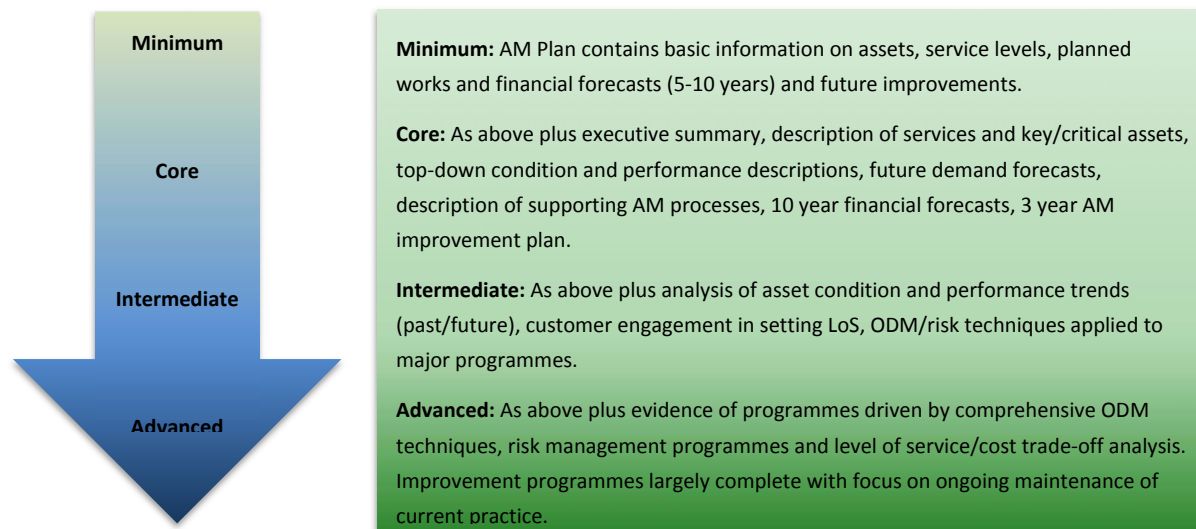 Minimum
Core
Intermediate
Advanced
Minimum: AM Plan contains basic information on assets, service levels, planned
works and financial forecasts (5-10 years) and future improvements.
Core: As above plus executive summary, description of services and key/critical assets,
top-down condition and performance descriptions, future demand forecasts,
description of supporting AM processes, 10 year financial forecasts, 3 year AM
improvement plan.
Intermediate: As above plus analysis of asset condition and performance trends
(past/future), customer engagement in setting LoS, ODM/risk techniques applied to
major programmes.
Advanced: As above plus evidence of programmes driven by comprehensive ODM
techniques, risk management programmes and level of service/cost trade-off analysis.
Improvement programmes largely complete with focus on ongoing maintenance of
current practice.